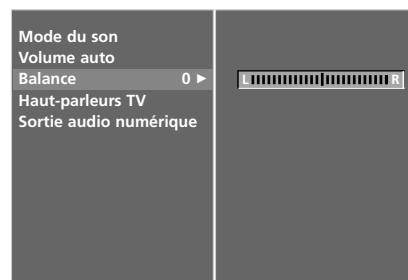 Mode du son
Volume auto
Balance 0 ►
L R
Haut-parleurs TV
Sortie audio numérique